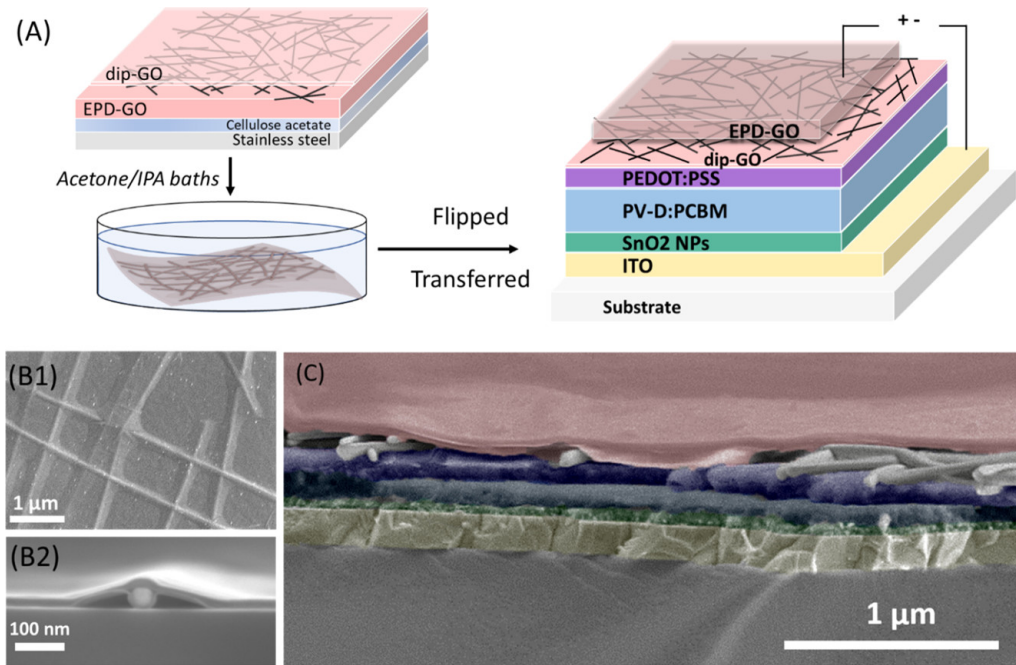 (A)
dip-GO
EPD-GO
Cellulose acetate
Stainless steel
Acetone/IPA baths
Flipped
Transferred
+ -
EPD-GO
dip-GO
PEDOT:PSS
PV-D:PCBM
SnO2 NPs
ITO
Substrate
(B1)
1 μm
(B2)
100 nm
(C)
1 μm